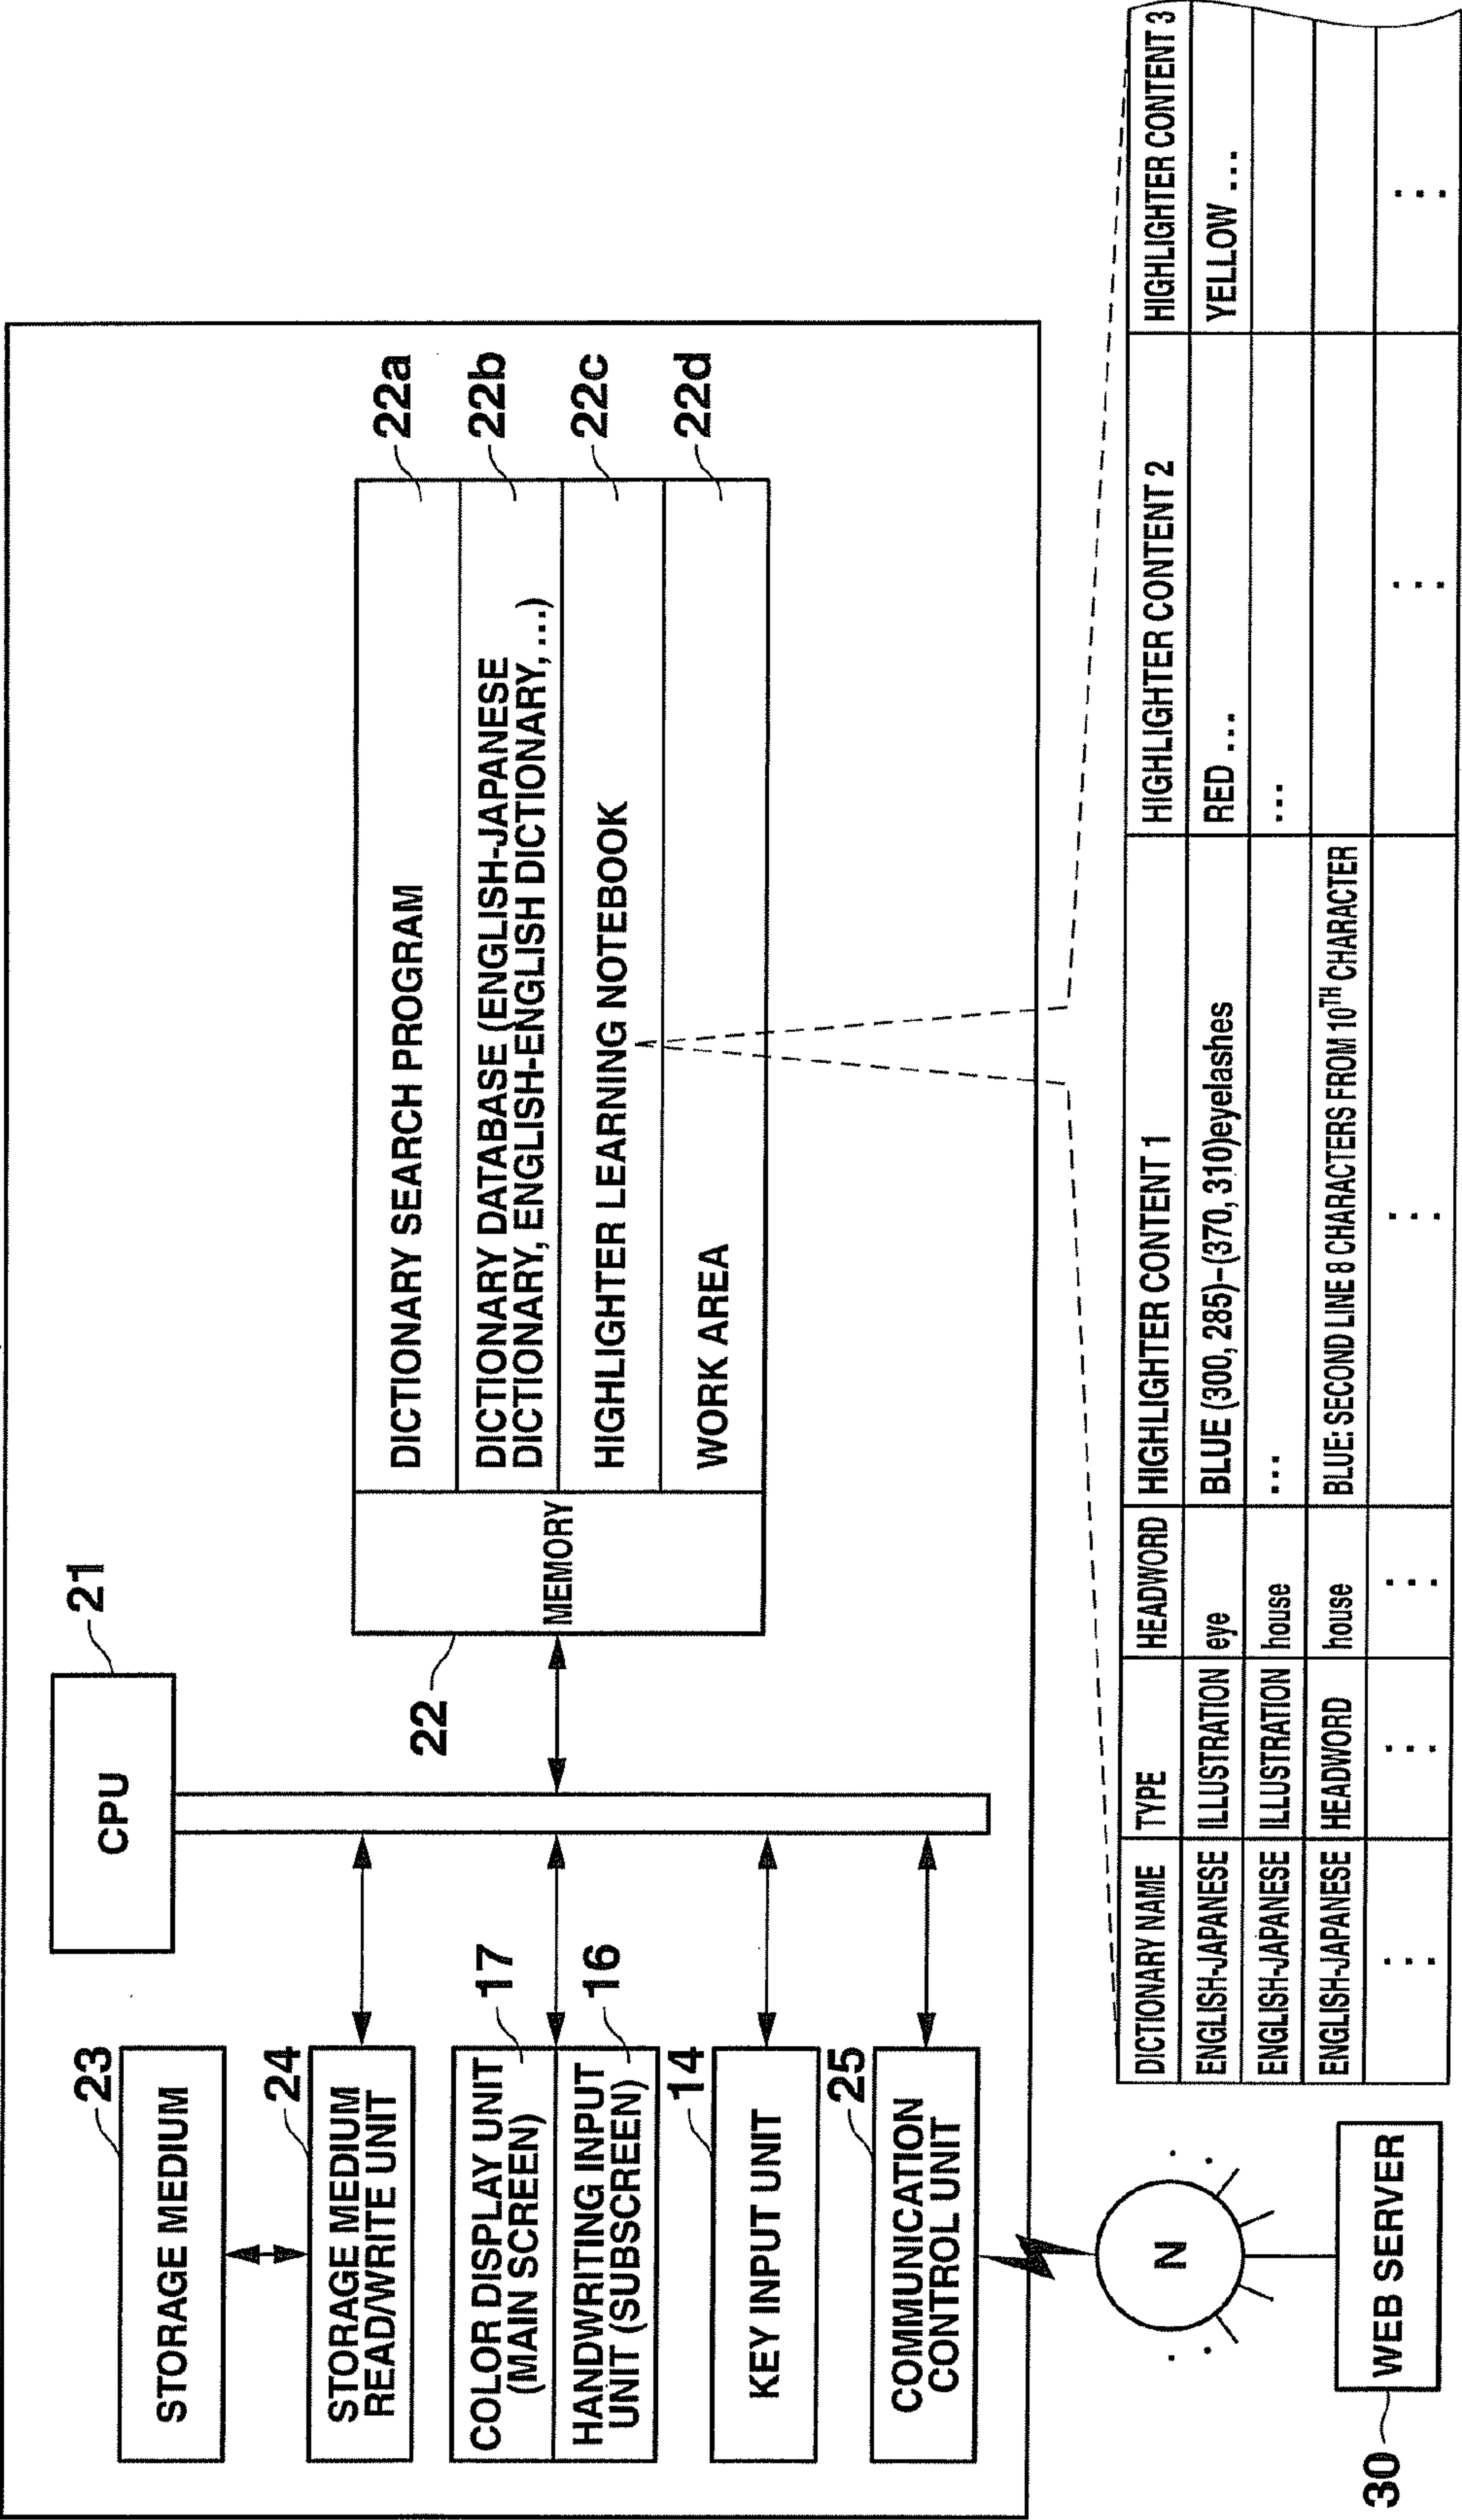 21
CPU
23
STORAGE MEDIUM
24
STORAGE MEDIUM
READ/WRITE UNIT
17
COLOR DISPLAY UNIT
(MAIN SCREEN)
16
HANDWRITING INPUT
UNIT (SUBSCREEN)
14
KEY INPUT UNIT
25
COMMUNICATION
CONTROL UNIT
22
MEMORY
DICTIONARY SEARCH PROGRAM
22a
DICTIONARY DATABASE (ENGLISH-JAPANESE
DICTIONARY, ENGLISH-ENGLISH DICTIONARY, ...)
22b
HIGHLIGHTER LEARNING NOTEBOOK
22c
WORK AREA
22d
N
WEB SERVER
30
DICTIONARY NAME TYPE HEADWORD HIGHLIGHTER CONTENT 1 HIGHLIGHTER CONTENT 2 HIGHLIGHTER CONTENT 3
ENGLISH-JAPANESE ILLUSTRATION eye BLUE (300, 285)-(370, 310)eyelashes RED ... YELLOW ...
ENGLISH-JAPANESE ILLUSTRATION house ... ...
ENGLISH-JAPANESE HEADWORD house BLUE: SECOND LINE 8 CHARACTERS FROM 10TH CHARACTER
... ... ... ... ... ...